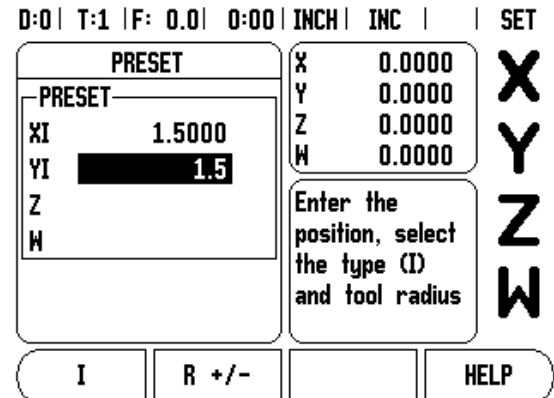 D:0 | T:1 | F: 0.0 | 0:00 | INCH | INC | | SET
PRESET
PRESET
XI 1.5000
YI 1.5
Z
W
X 0.0000
Y 0.0000
Z 0.0000
W 0.0000
Enter the
position, select
the type (I)
and tool radius
X
Y
Z
W
I
R +/-
HELP